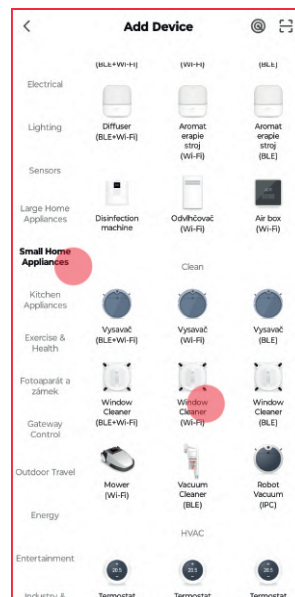 Add Device
(BLE+Wi-Fi)
(Wi-Fi)
(BLE)
Electrical
Lighting
Sensors
Large Home
Appliances
Small Home
Appliances
Kitchen
Appliances
Exercise &
Health
Fotoaparát a
zámek
Gateway
Control
Outdoor Travel
Energy
Entertainment
Industry &
Diffuser
(BLE+Wi-Fi)
Aromat
erapie
stroj
(Wi-Fi)
Aromat
erapie
stroj
(BLE)
Disinfection
machine
Odvlhčovač
(Wi-Fi)
Air box
(Wi-Fi)
Clean
Vysavač
(BLE+Wi-Fi)
Vysavač
(Wi-Fi)
Vysavač
(BLE)
Window
Cleaner
(BLE+Wi-Fi)
Window
Cleaner
(Wi-Fi)
Window
Cleaner
(BLE)
Mower
(Wi-Fi)
Vacuum
Cleaner
(BLE)
Robot
Vacuum
(IPC)
HVAC
Termostat
Termostat
Termostat